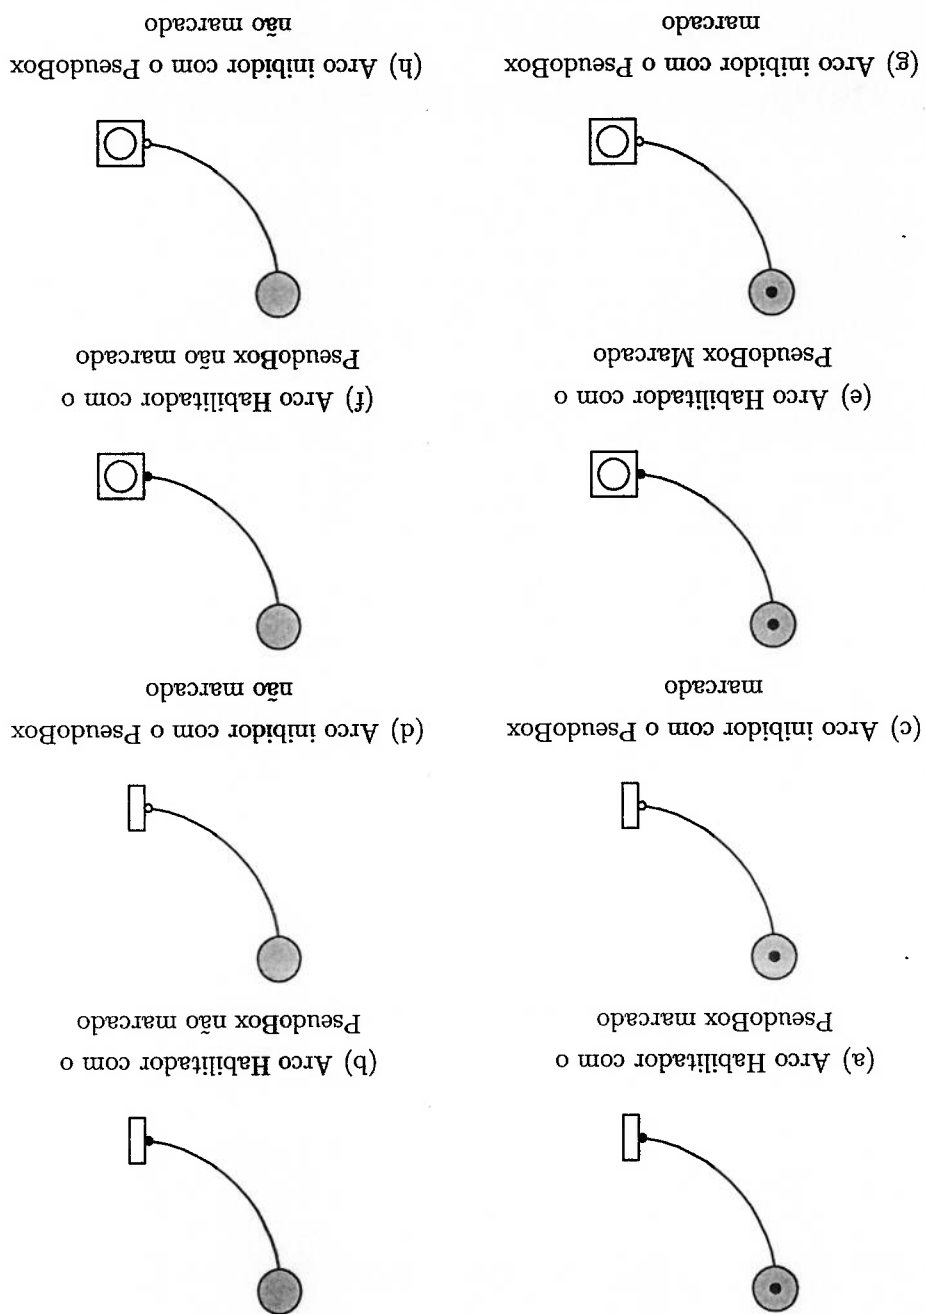 (a) Arco Habilitador com o
PseudoBox marcado
(b) Arco Habilitador com o
PseudoBox não marcado
(c) Arco inibidor com o PseudoBox
marcado
(d) Arco inibidor com o PseudoBox
não marcado
(e) Arco Habilitador com o
PseudoBox Marcado
(f) Arco Habilitador com o
PseudoBox não marcado
(g) Arco inibidor com o PseudoBox
marcado
(h) Arco inibidor com o PseudoBox
não marcado